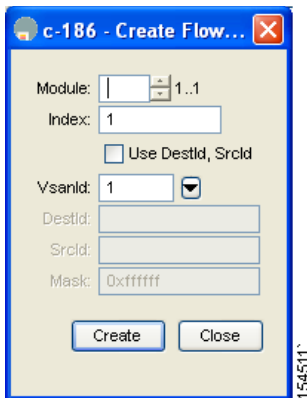 c-186 - Create Flow...
Module: 1..1
Index: 1
Use DestId, SrcId
VsanId: 1
DestId:
SrcId:
Mask: 0xffffff
Create Close
154511